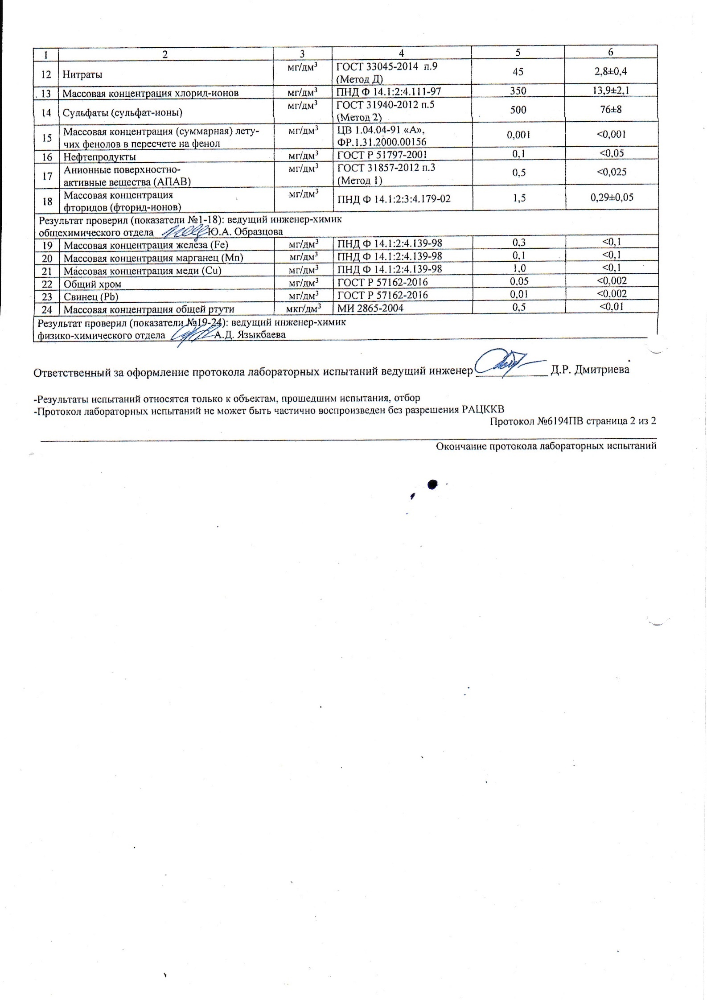 1 2 3 4 5 6
12 Нитраты мг/дм³ ГОСТ 33045-2014 п.9 (Метод Д) 45 2,8±0,4
. 13 Массовая концентрация хлорид-ионов мг/дм³ ПНД Ф 14.1:2:4.111-97 350 13,9±2,1
14 Сульфаты (сульфат-ионы) мг/дм³ ГОСТ 31940-2012 п.5 (Метод 2) 500 76±8
15 Массовая концентрация (суммарная) лету-
чих фенолов в пересчете на фенол мг/дм³ ЦВ 1.04.04-91 «А», ФР.1.31.2000.00156 0,001 <0,001
16 Нефтепродукты мг/дм³ ГОСТ Р 51797-2001 0,1 <0,05
17 Анионные поверхностно-
активные вещества (АПАВ) мг/дм³ ГОСТ 31857-2012 п.3 (Метод 1) 0,5 <0,025
18 Массовая концентрация
фторидов (фторид-ионов) мг/дм³ ПНД Ф 14.1:2:3:4.179-02 1,5 0,29±0,05
Результат проверил (показатели №1-18): ведущий инженер-химик
общехимического отдела Ю.А. Образцова
19 Массовая концентрация железа (Fe) мг/дм³ ПНД Ф 14.1:2:4.139-98 0,3 <0,1
20 Массовая концентрация марганец (Mn) мг/дм³ ПНД Ф 14.1:2:4.139-98 0,1 <0,1
21 Массовая концентрация меди (Cu) мг/дм³ ПНД Ф 14.1:2:4.139-98 1,0 <0,1
22 Общий хром мг/дм³ ГОСТ Р 57162-2016 0,05 <0,002
23 Свинец (Pb) мг/дм³ ГОСТ Р 57162-2016 0,01 <0,002
24 Массовая концентрация общей ртути мкг/дм³ МИ 2865-2004 0,5 <0,01
Результат проверил (показатели №19-24): ведущий инженер-химик
физико-химического отдела А.Д. Языкбаева
Ответственный за оформление протокола лабораторных испытаний ведущий инженер Д.Р. Дмитриева
-Результаты испытаний относятся только к объектам, прошедшим испытания, отбор
-Протокол лабораторных испытаний не может быть частично воспроизведен без разрешения РАЦККВ
Протокол №6194ПВ страница 2 из 2
Окончание протокола лабораторных испытаний